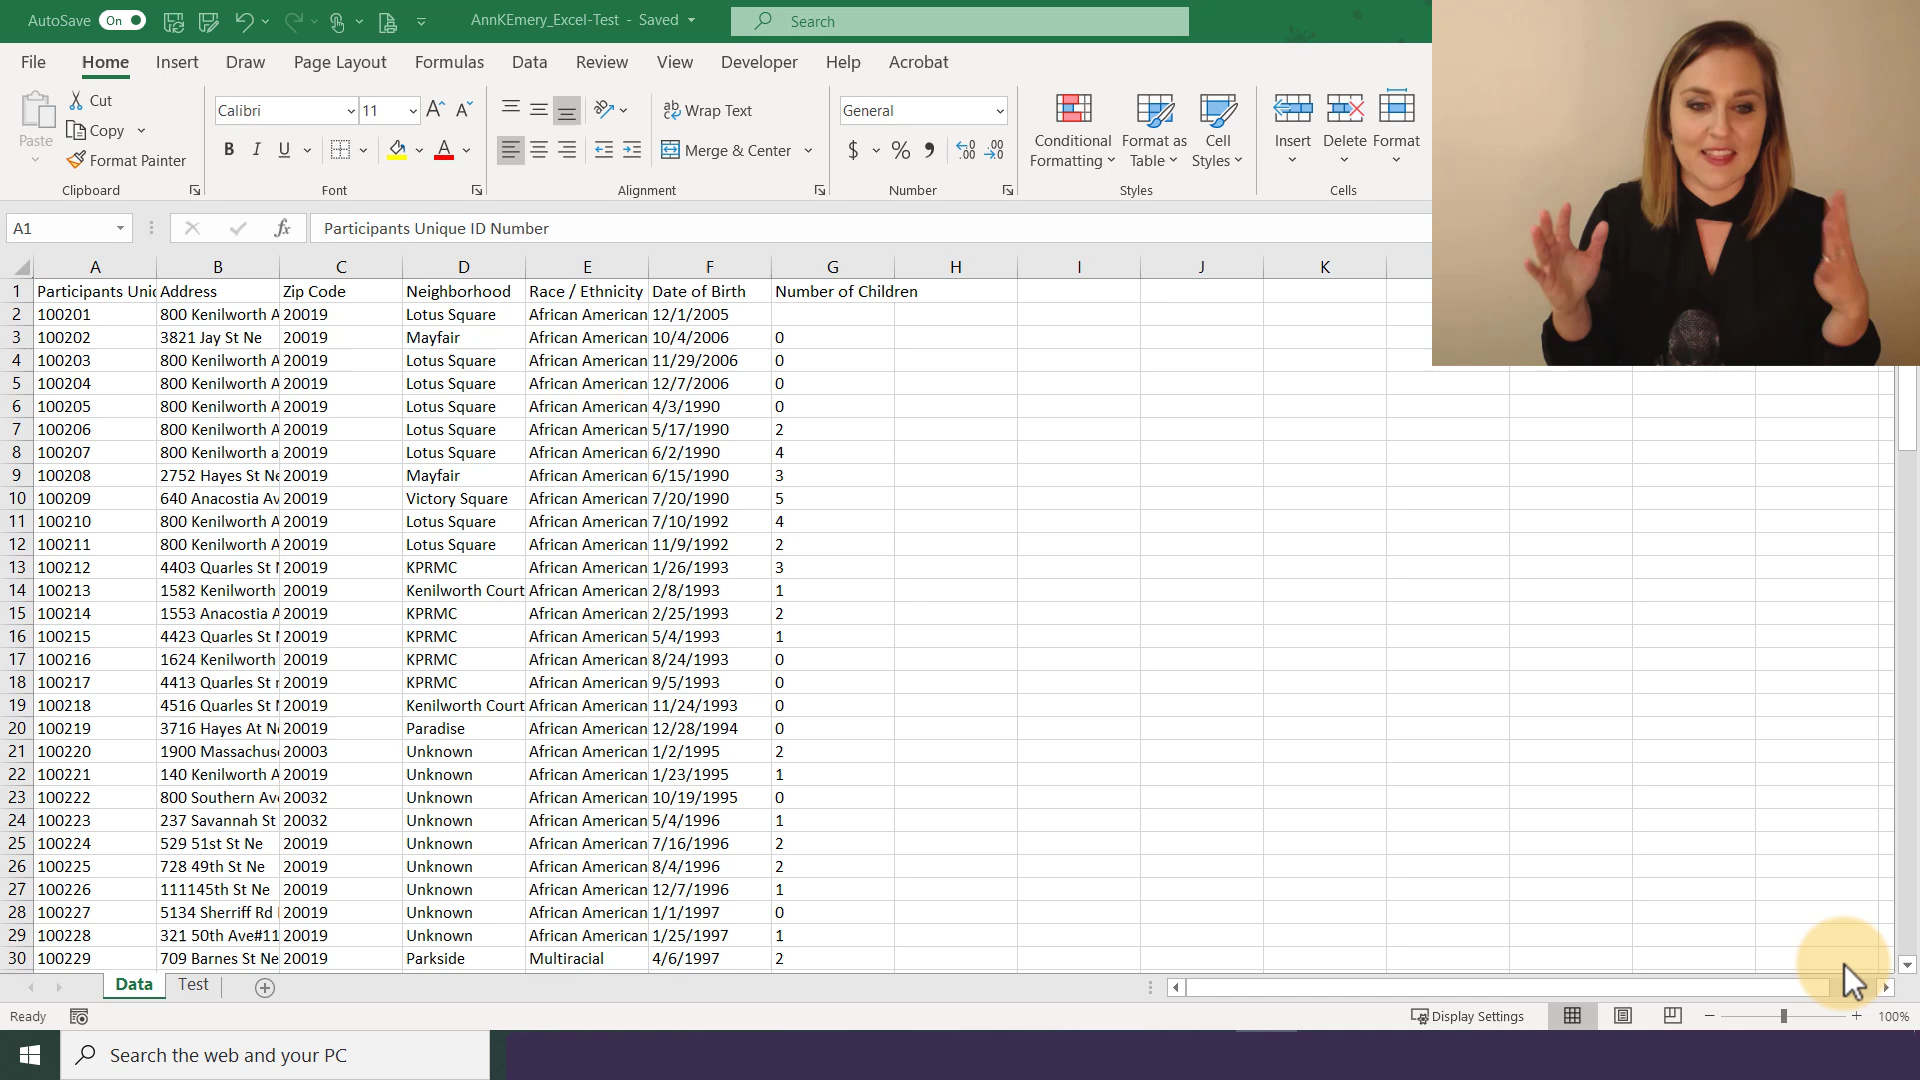 AutoSave On AnnKEmery_Excel-Test - Saved Search
File Home Insert Draw Page Layout Formulas Data Review View Developer Help Acrobat
Paste Cut Copy Format Painter Calibri 11 B I U Wrap Text Merge & Center General $ % Conditional Formatting Format as Table Cell Styles Insert Delete Format
Clipboard Font Alignment Number Styles Cells
A1 fx Participants Unique ID Number
A B C D E F G H I J K
1 Participants Unic Address Zip Code Neighborhood Race / Ethnicity Date of Birth Number of Children
2 100201 800 Kenilworth A 20019 Lotus Square African American 12/1/2005
3 100202 3821 Jay St Ne 20019 Mayfair African American 10/4/2006 0
4 100203 800 Kenilworth A 20019 Lotus Square African American 11/29/2006 0
5 100204 800 Kenilworth A 20019 Lotus Square African American 12/7/2006 0
6 100205 800 Kenilworth A 20019 Lotus Square African American 4/3/1990 0
7 100206 800 Kenilworth A 20019 Lotus Square African American 5/17/1990 2
8 100207 800 Kenilworth a 20019 Lotus Square African American 6/2/1990 4
9 100208 2752 Hayes St Ne 20019 Mayfair African American 6/15/1990 3
10 100209 640 Anacostia Av 20019 Victory Square African American 7/20/1990 5
11 100210 800 Kenilworth A 20019 Lotus Square African American 7/10/1992 4
12 100211 800 Kenilworth A 20019 Lotus Square African American 11/9/1992 2
13 100212 4403 Quarles St N 20019 KPRMC African American 1/26/1993 3
14 100213 1582 Kenilworth 20019 Kenilworth Court African American 2/8/1993 1
15 100214 1553 Anacostia A 20019 KPRMC African American 2/25/1993 2
16 100215 4423 Quarles St N 20019 KPRMC African American 5/4/1993 1
17 100216 1624 Kenilworth 20019 KPRMC African American 8/24/1993 0
18 100217 4413 Quarles St n 20019 KPRMC African American 9/5/1993 0
19 100218 4516 Quarles St N 20019 Kenilworth Court African American 11/24/1993 0
20 100219 3716 Hayes At Ne 20019 Paradise African American 12/28/1994 0
21 100220 1900 Massachuse 20003 Unknown African American 1/2/1995 2
22 100221 140 Kenilworth A 20019 Unknown African American 1/23/1995 1
23 100222 800 Southern Ave 20032 Unknown African American 10/19/1995 0
24 100223 237 Savannah St 20032 Unknown African American 5/4/1996 1
25 100224 529 51st St Ne 20019 Unknown African American 7/16/1996 2
26 100225 728 49th St Ne 20019 Unknown African American 8/4/1996 2
27 100226 111145th St Ne 20019 Unknown African American 12/7/1996 1
28 100227 5134 Sherriff Rd 20019 Unknown African American 1/1/1997 0
29 100228 321 50th Ave#11 20019 Unknown African American 1/25/1997 1
30 100229 709 Barnes St Ne 20019 Parkside Multiracial 4/6/1997 2
Data Test
Ready Display Settings 100%
Search the web and your PC